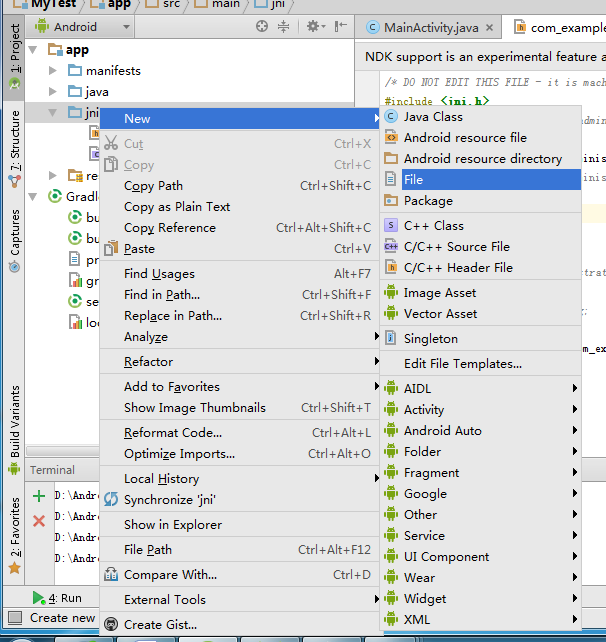 MyTest
app
src
main
jni
1: Project
Android
MainActivity.java
com_example
NDK support is an experimental feature a
app
manifests
java
jni
re
Gradle
bu
bu
pr
gr
se
loc
/* DO NOT EDIT THIS FILE - it is mach
#include <jni.h>
New
Cut Ctrl+X
Copy Ctrl+C
Copy Path Ctrl+Shift+C
Copy as Plain Text
Copy Reference Ctrl+Alt+Shift+C
Paste Ctrl+V
Find Usages Alt+F7
Find in Path... Ctrl+Shift+F
Replace in Path... Ctrl+Shift+R
Analyze
Refactor
Add to Favorites
Show Image Thumbnails Ctrl+Shift+T
Reformat Code... Ctrl+Alt+L
Optimize Imports... Ctrl+Alt+O
Local History
Synchronize 'jni'
Show in Explorer
File Path Ctrl+Alt+F12
Compare With... Ctrl+D
External Tools
Create Gist...
Java Class
Android resource file
Android resource directory
File
Package
C++ Class
C/C++ Source File
C/C++ Header File
Image Asset
Vector Asset
Singleton
Edit File Templates...
AIDL
Activity
Android Auto
Folder
Fragment
Google
Other
Service
UI Component
Wear
Widget
XML
dmin
inis
inis
strat
m_ex
7: Structure
Captures
Build Variants
2: Favorites
Terminal
D:\Andro
D:\Andro
D:\Andro
D:\Andro
4: Run
Create new